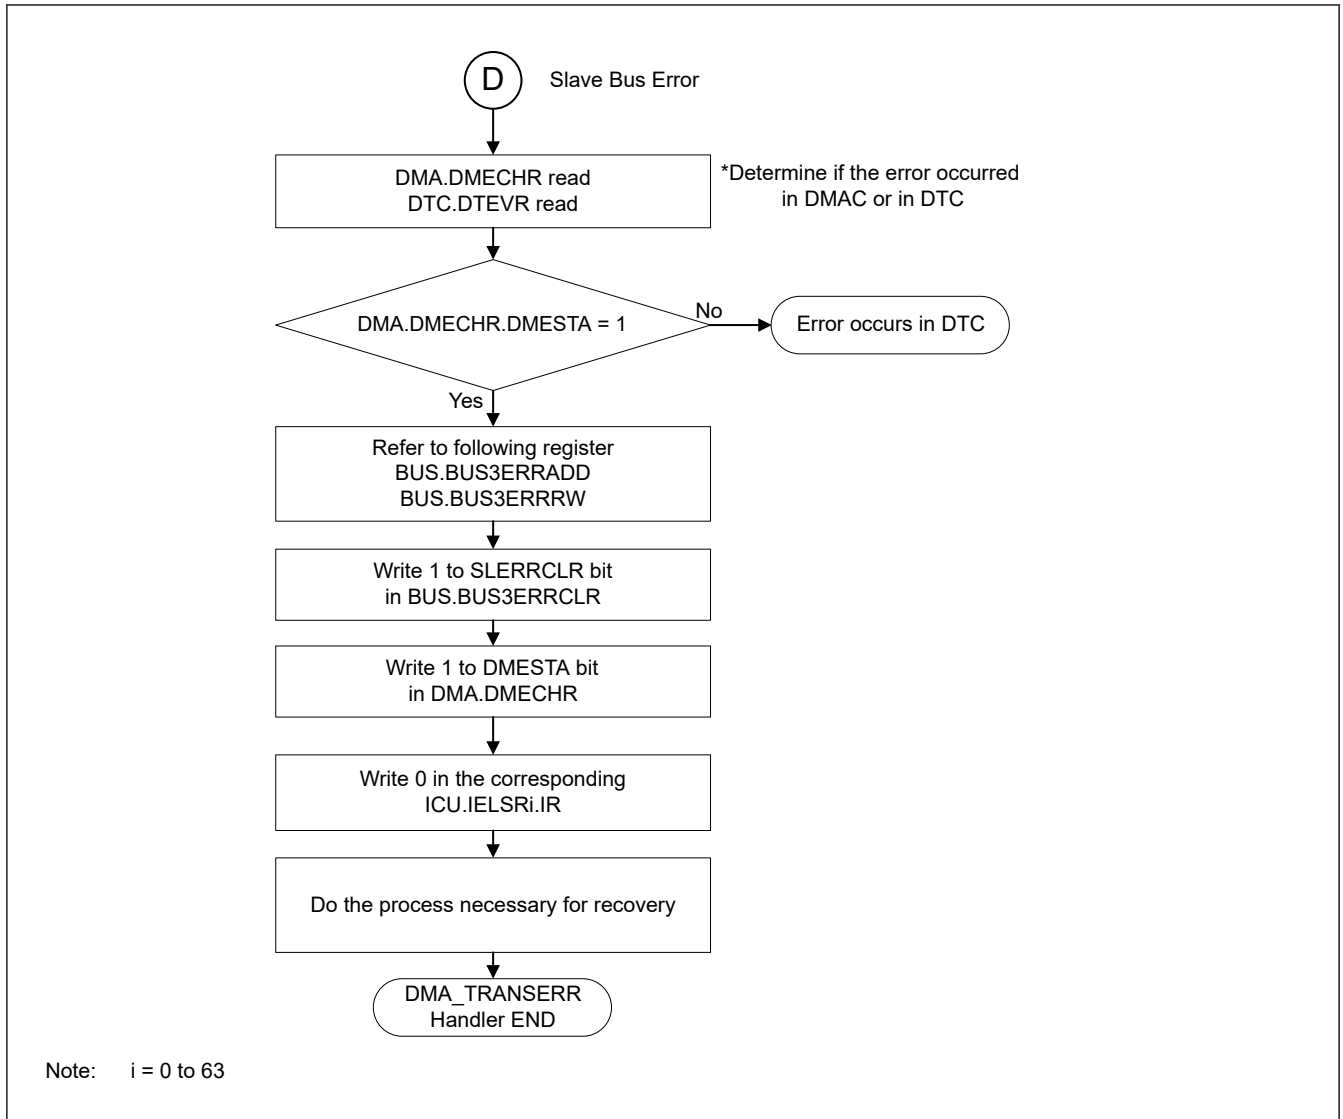 D
Slave Bus Error
DMA.DMECHR read
DTC.DTEVR read
*Determine if the error occurred
in DMAC or in DTC
DMA.DMECHR.DMESTA = 1
No
Error occurs in DTC
Yes
Refer to following register
BUS.BUS3ERRADD
BUS.BUS3ERRRW
Write 1 to SLERRCLR bit
in BUS.BUS3ERRCLR
Write 1 to DMESTA bit
in DMA.DMECHR
Write 0 in the corresponding
ICU.IELSRi.IR
Do the process necessary for recovery
DMA_TRANSERR
Handler END
Note: i = 0 to 63